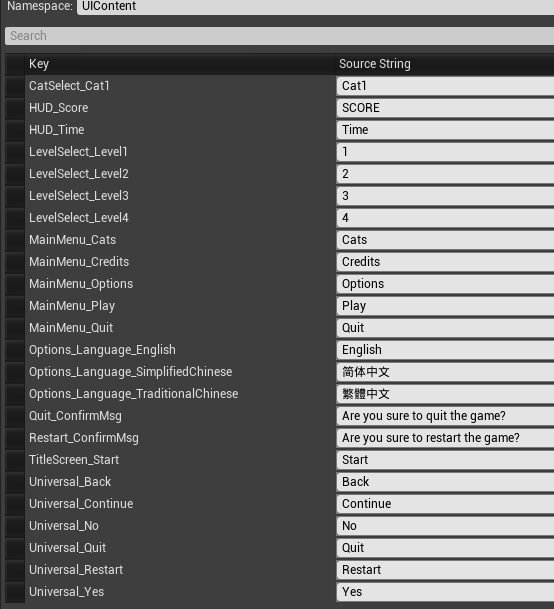 Namespace: UIContent
Search
Key Source String
CatSelect_Cat1 Cat1
HUD_Score SCORE
HUD_Time Time
LevelSelect_Level1 1
LevelSelect_Level2 2
LevelSelect_Level3 3
LevelSelect_Level4 4
MainMenu_Cats Cats
MainMenu_Credits Credits
MainMenu_Options Options
MainMenu_Play Play
MainMenu_Quit Quit
Options_Language_English English
Options_Language_SimplifiedChinese 简体中文
Options_Language_TraditionalChinese 繁體中文
Quit_ConfirmMsg Are you sure to quit the game?
Restart_ConfirmMsg Are you sure to restart the game?
TitleScreen_Start Start
Universal_Back Back
Universal_Continue Continue
Universal_No No
Universal_Quit Quit
Universal_Restart Restart
Universal_Yes Yes